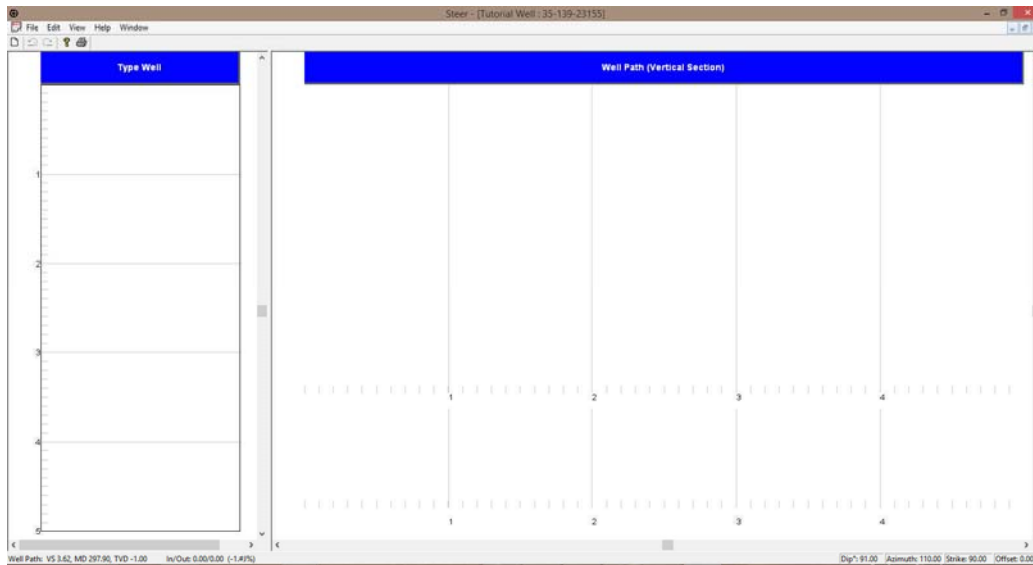 Steer - [Tutorial Well : 35-139-23155]
File Edit View Help Window
Type Well
Well Path (Vertical Section)
1
2
3
4
5
1 2 3 4
1 2 3 4
Well Path: VS 3.62, MD 297.90, TVD -1.00 In/Out: 0.00/0.00 (-1.#J%)
Dip°: 91.00 Azimuth: 110.00 Strike: 90.00 Offset: 0.00